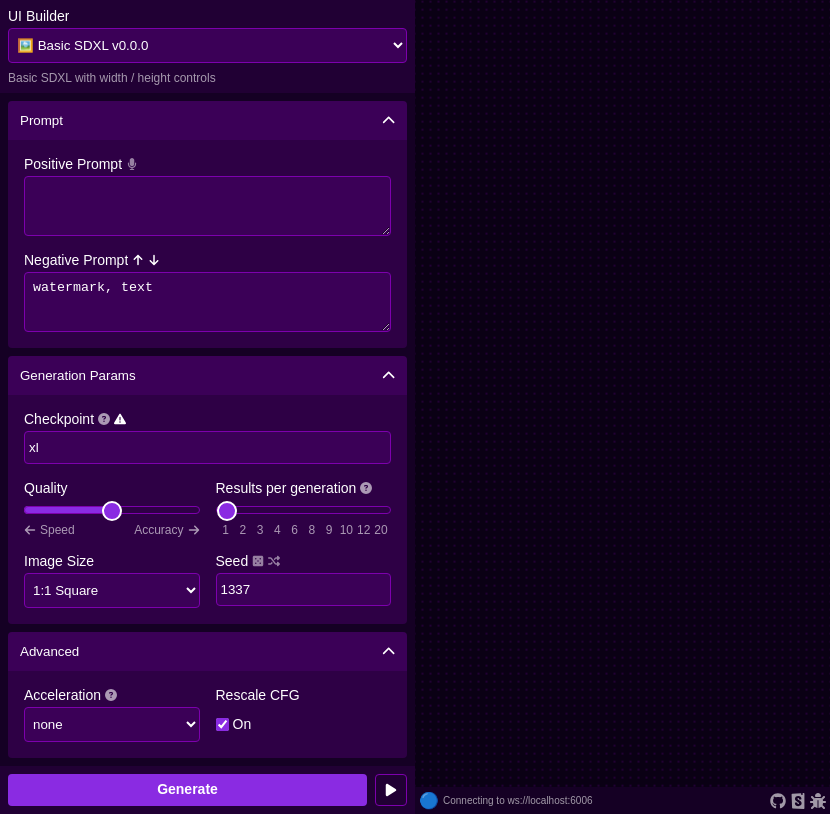 UI Builder
🖼️ Basic SDXL v0.0.0
Basic SDXL with width / height controls
Prompt
Positive Prompt
Negative Prompt ↑ ↓
watermark, text
Generation Params
Checkpoint
xl
Quality
← Speed Accuracy →
Results per generation
1 2 3 4 6 8 9 10 12 20
Image Size
1:1 Square
Seed
1337
Advanced
Acceleration
none
Rescale CFG
On
Generate
Connecting to ws://localhost:6006